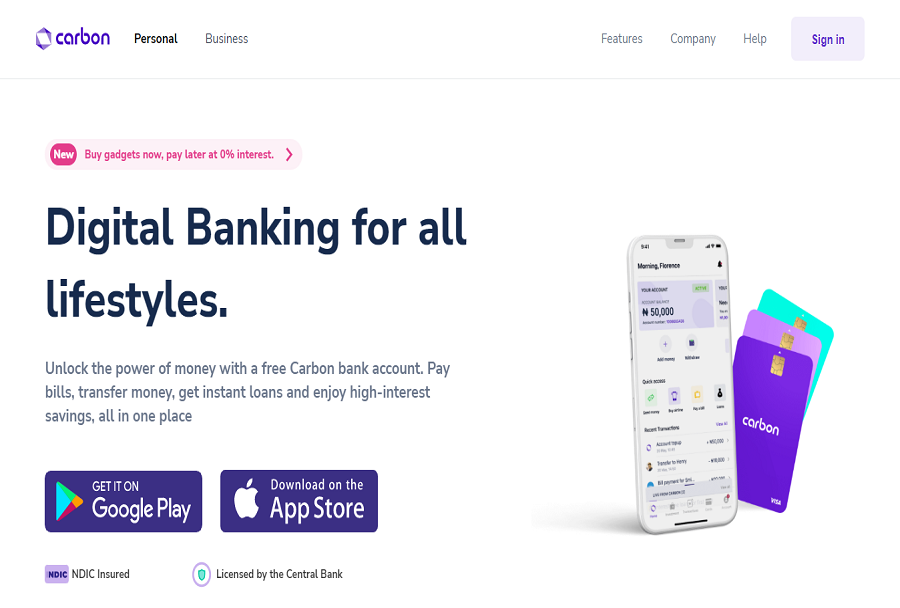 carbon
Personal
Business
Features
Company
Help
Sign in
New Buy gadgets now, pay later at 0% interest.
Digital Banking for all
lifestyles.
Unlock the power of money with a free Carbon bank account. Pay
bills, transfer money, get instant loans and enjoy high-interest
savings, all in one place
GET IT ON
Google Play
Download on the
App Store
NDIC NDIC Insured
Licensed by the Central Bank
9:41
Morning, Florence
YOUR ACCOUNT
ACTIVE
ACCOUNT BALANCE
₦ 50,000
Add money
Withdraw
Quick access
Recent Transactions
View All
Account topup
Transfer to Henry
carbon
VISA